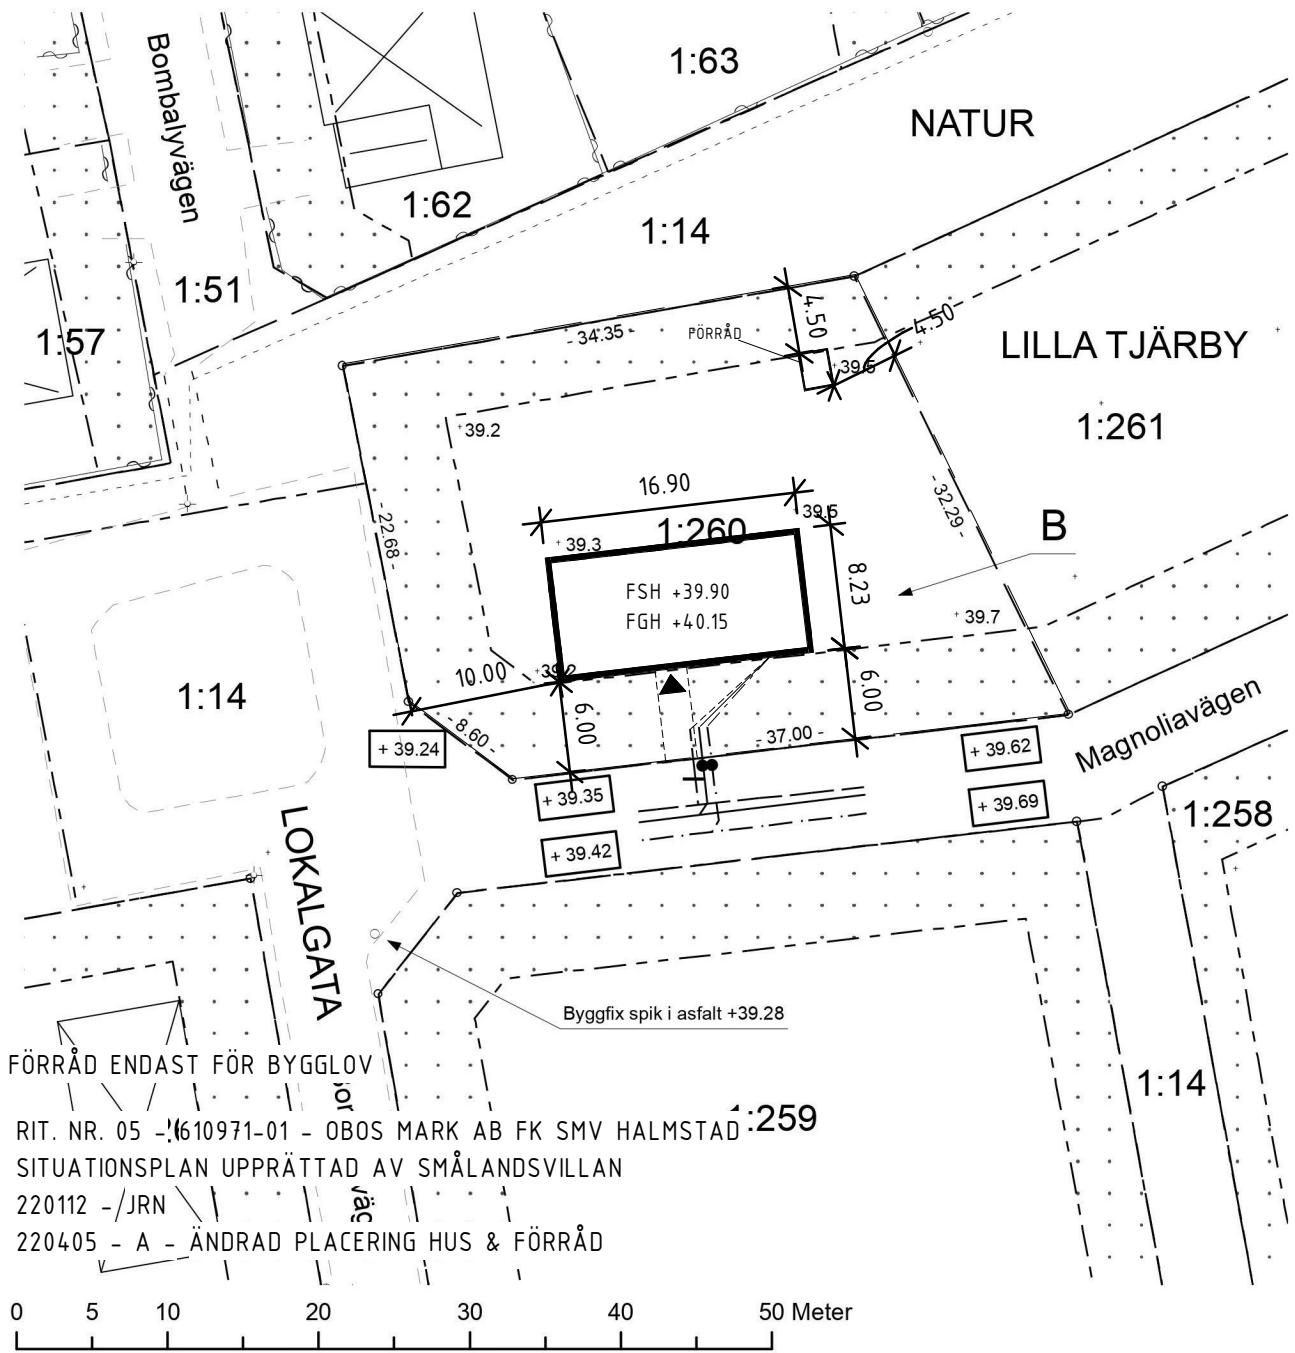 1:63
NATUR
Bombalyvägen
1:62
1:14
1:51
1:57
4.50
4.50
- 34.35 -
FÖRRÅD
39.5
LILLA TJÄRBY
1:261
39.2
16.90
- 32.29 -
39.5
1:260
B
- 22.68 -
39.3
FSH +39.90
FGH +40.15
8.23
39.7
10.00
39.2
1:14
6.00
6.00
- 8.60 -
- 37.00 -
Magnoliavägen
+ 39.24
+ 39.62
+ 39.35
+ 39.69
1:258
+ 39.42
LOKALGATA
Byggfix spik i asfalt +39.28
FÖRRÅD ENDAST FÖR BYGGLOV
1:14
1:259
RIT. NR. 05 - 610971-01 - OBOS MARK AB FK SMV HALMSTAD
SITUATIONSPLAN UPPRÄTTAD AV SMÅLANDSVILLAN
220112 - JRN
220405 - A - ÄNDRAD PLACERING HUS & FÖRRÅD
0 5 10 20 30 40 50 Meter